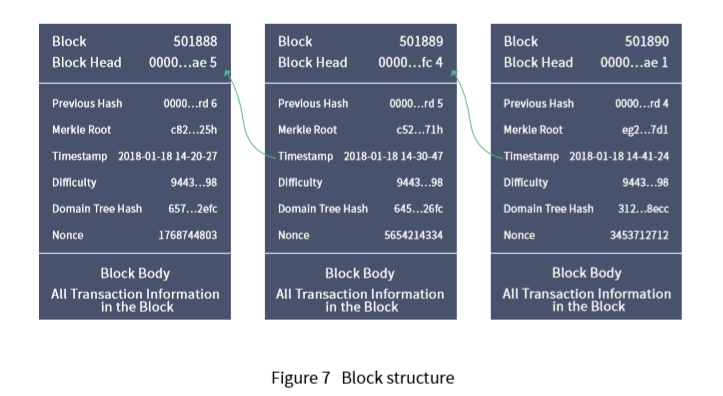 Block 501888
Block Head 0000...ae 5
Previous Hash 0000...rd 6
Merkle Root c82...25h
Timestamp 2018-01-18 14-20-27
Difficulty 9443...98
Domain Tree Hash 657...2efc
Nonce 1768744803
Block Body
All Transaction Information
in the Block
Block 501889
Block Head 0000...fc 4
Previous Hash 0000...rd 5
Merkle Root c52...71h
Timestamp 2018-01-18 14-30-47
Difficulty 9443...98
Domain Tree Hash 645...26fc
Nonce 5654214334
Block Body
All Transaction Information
in the Block
Block 501890
Block Head 0000...ae 1
Previous Hash 0000...rd 4
Merkle Root eg2...7d1
Timestamp 2018-01-18 14-41-24
Difficulty 9443...98
Domain Tree Hash 312...8ecc
Nonce 3453712712
Block Body
All Transaction Information
in the Block
Figure 7 Block structure